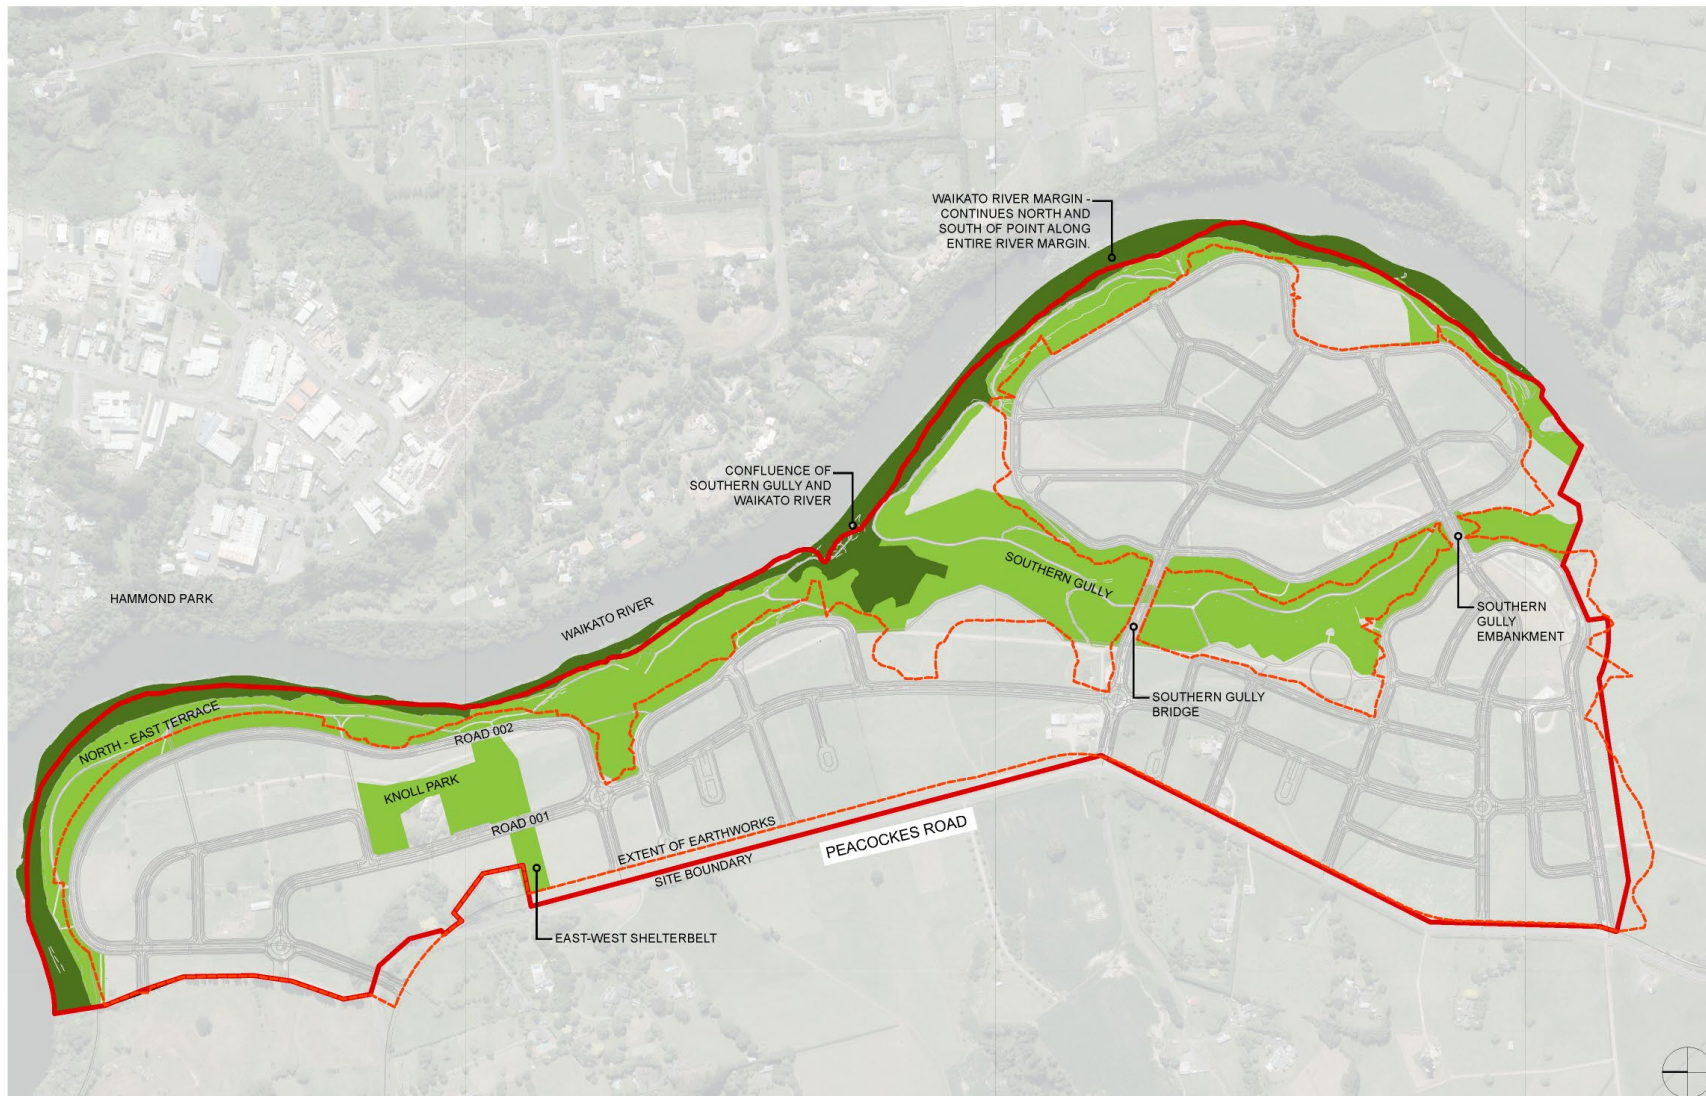 WAIKATO RIVER MARGIN -
CONTINUES NORTH AND
SOUTH OF POINT ALONG
ENTIRE RIVER MARGIN.
CONFLUENCE OF
SOUTHERN GULLY AND
WAIKATO RIVER
SOUTHERN GULLY
HAMMOND PARK
WAIKATO RIVER
SOUTHERN
GULLY
EMBANKMENT
SOUTHERN GULLY
BRIDGE
NORTH - EAST TERRACE
ROAD 002
KNOLL PARK
ROAD 001
EXTENT OF EARTHWORKS
SITE BOUNDARY
PEACOCKES ROAD
EAST-WEST SHELTERBELT